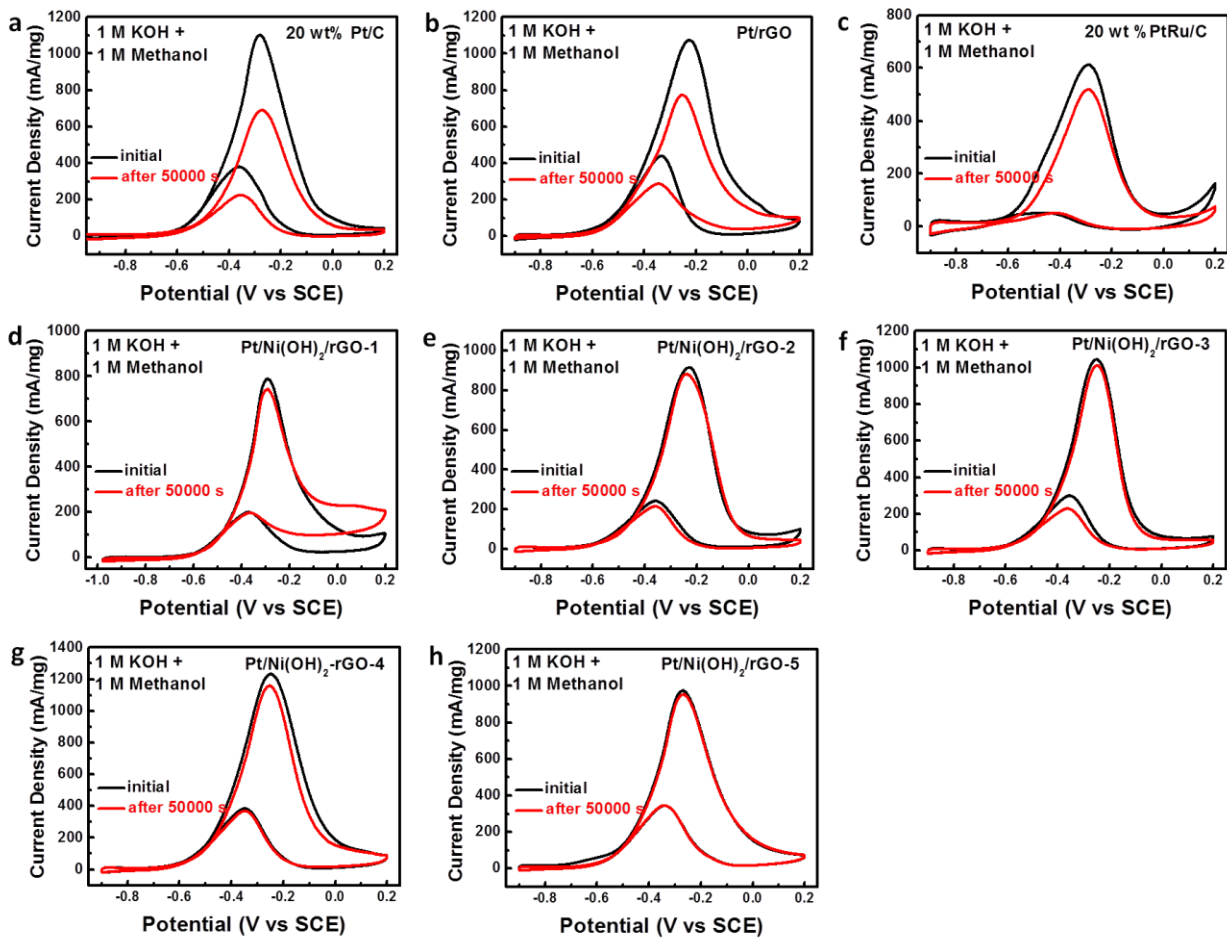 a
1 M KOH +
1 M Methanol
20 wt% Pt/C
initial
after 50000 s
1200
1000
800
600
400
200
0
-0.8
-0.6
-0.4
-0.2
0.0
0.2
Current Density (mA/mg)
Potential (V vs SCE)
b
1 M KOH +
1 M Methanol
Pt/rGO
initial
after 50000 s
1200
1000
800
600
400
200
0
-0.8
-0.6
-0.4
-0.2
0.0
0.2
Current Density (mA/mg)
Potential (V vs SCE)
c
1 M KOH +
1 M Methanol
20 wt %PtRu/C
initial
after 50000 s
800
600
400
200
0
-0.8
-0.6
-0.4
-0.2
0.0
0.2
Current Density (mA/mg)
Potential (V vs SCE)
d
1 M KOH +
1 M Methanol
Pt/Ni(OH)₂/rGO-1
initial
after 50000 s
1000
800
600
400
200
0
-1.0
-0.8
-0.6
-0.4
-0.2
0.0
0.2
Current Density (mA/mg)
Potential (V vs SCE)
e
1 M KOH +
1 M Methanol
Pt/Ni(OH)₂/rGO-2
initial
after 50000 s
1000
800
600
400
200
0
-0.8
-0.6
-0.4
-0.2
0.0
0.2
Current Density (mA/mg)
Potential (V vs SCE)
f
1 M KOH +
1 M Methanol
Pt/Ni(OH)₂/rGO-3
initial
after 50000 s
1200
1000
800
600
400
200
0
-0.8
-0.6
-0.4
-0.2
0.0
0.2
Current Density (mA/mg)
Potential (V vs SCE)
g
1 M KOH +
1 M Methanol
Pt/Ni(OH)₂-rGO-4
initial
after 50000 s
1400
1200
1000
800
600
400
200
0
-0.8
-0.6
-0.4
-0.2
0.0
0.2
Current Density (mA/mg)
Potential (V vs SCE)
h
1 M KOH +
1 M Methanol
Pt/Ni(OH)₂/rGO-5
initial
after 50000 s
1200
1000
800
600
400
200
0
-0.8
-0.6
-0.4
-0.2
0.0
0.2
Current Density (mA/mg)
Potential (V vs SCE)